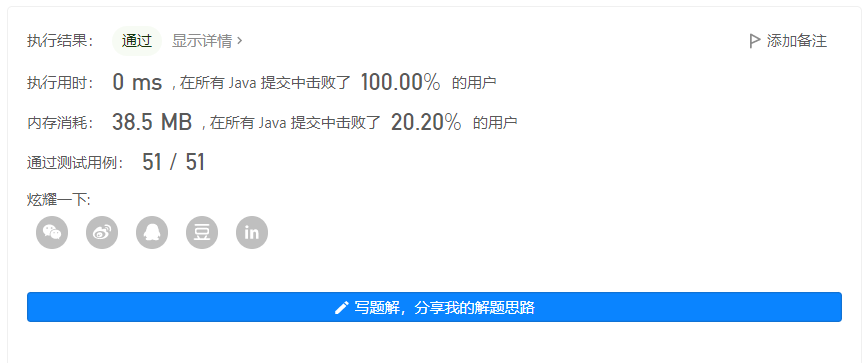 执行结果： 通过 显示详情 > 添加备注
执行用时： 0 ms , 在所有 Java 提交中击败了 100.00% 的用户
内存消耗： 38.5 MB , 在所有 Java 提交中击败了 20.20% 的用户
通过测试用例： 51 / 51
炫耀一下:
豆 in
写题解，分享我的解题思路